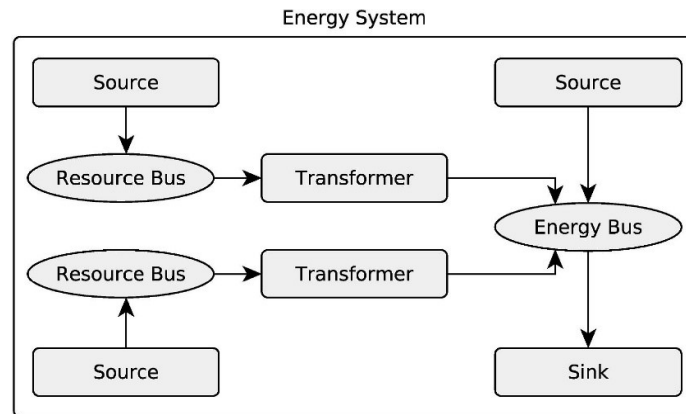 Energy System
Source
Source
Resource Bus
Transformer
Energy Bus
Resource Bus
Transformer
Source
Sink